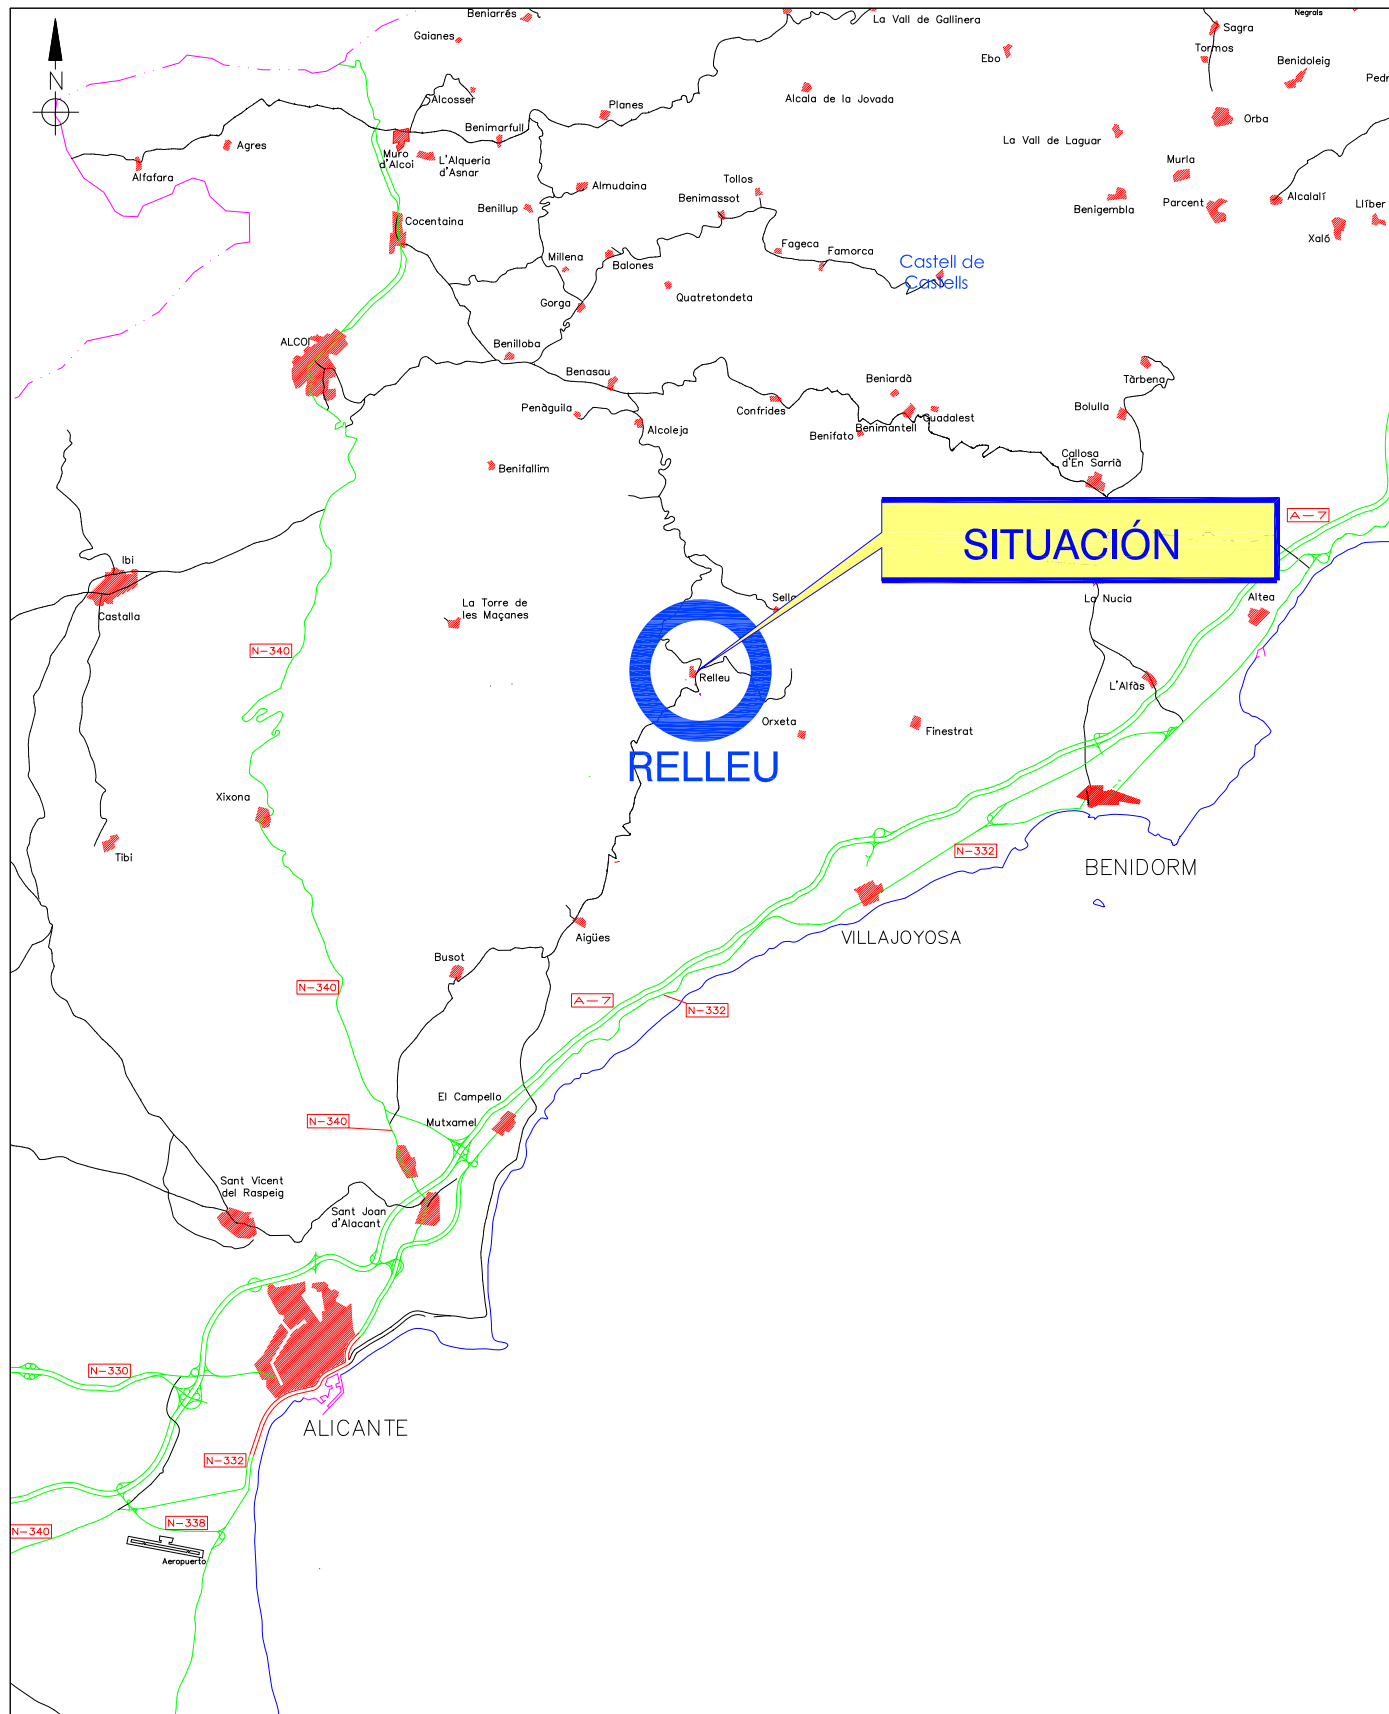 Beniarrés
La Vall de Gallinera
Negrals
Sagra
Gaianes
Tormos
Ebo
Benidoleig
Pedr
N
Alcosser
Alcala de la Jovada
Planes
Orba
Benimarfull
La Vall de Laguar
Agres
Muro
d'Alcoi
L'Alqueria
d'Asnar
Murla
Alfafara
Almudaina
Tollos
Benimassot
Benillup
Benigembla
Parcent
Alcalalí
Llíber
Cocentaina
Xaló
Fageca
Famorca
Millena
Balones
Castell de
Castells
Quatretondeta
Gorga
ALCOI
Benilloba
Benasau
Beniardà
Tàrbena
Penàguila
Confrides
Guadalest
Bolulla
Alcoleja
Benifato
Benimantell
Callosa
d'En Sarrià
Benifallim
A-7
SITUACIÓN
Ibi
Castalla
La Torre de
les Maçanes
Sella
La Nucia
Altea
N-340
Relleu
L'Alfàs
Orxeta
Finestrat
RELLEU
Xixona
Tibi
N-332
BENIDORM
Aigües
VILLAJOYOSA
Busot
N-340
A-7
N-332
El Campello
N-340
Mutxamel
Sant Vicent
del Raspeig
Sant Joan
d'Alacant
N-330
ALICANTE
N-332
N-338
N-340
Aeropuerto